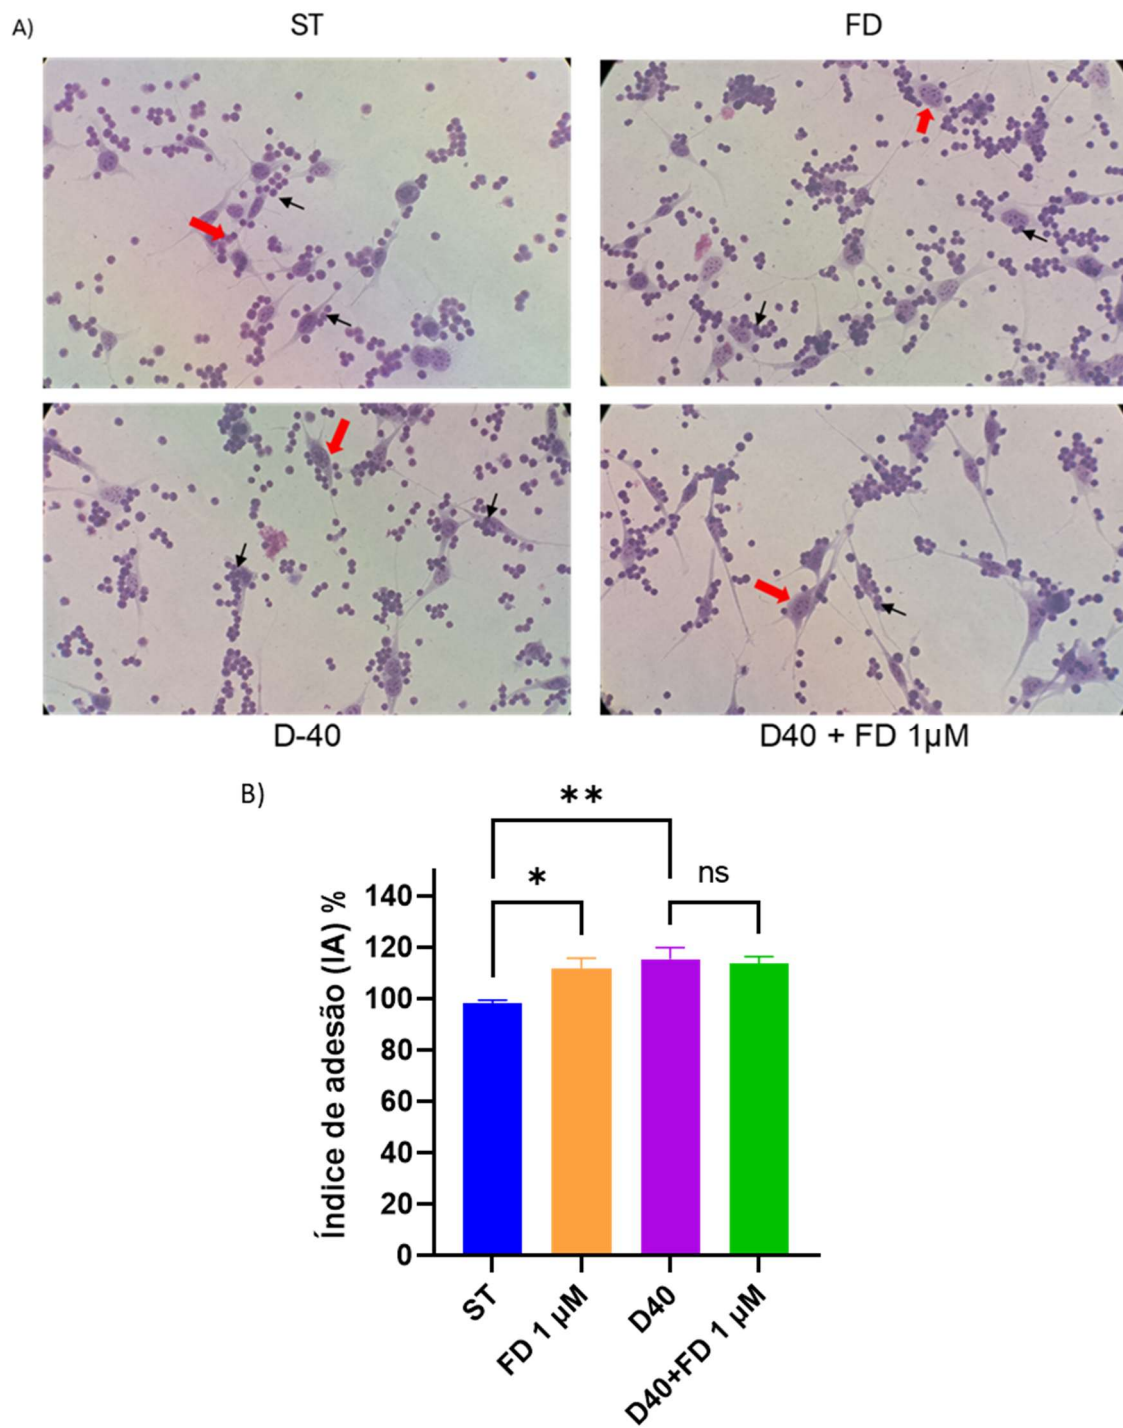 A)
ST
FD
D-40
D40 + FD 1µM
B)
**
*
ns
Índice de adesão (IA) %
140
120
100
80
60
40
20
0
ST
FD 1 µM
D40
D40+FD 1 µM